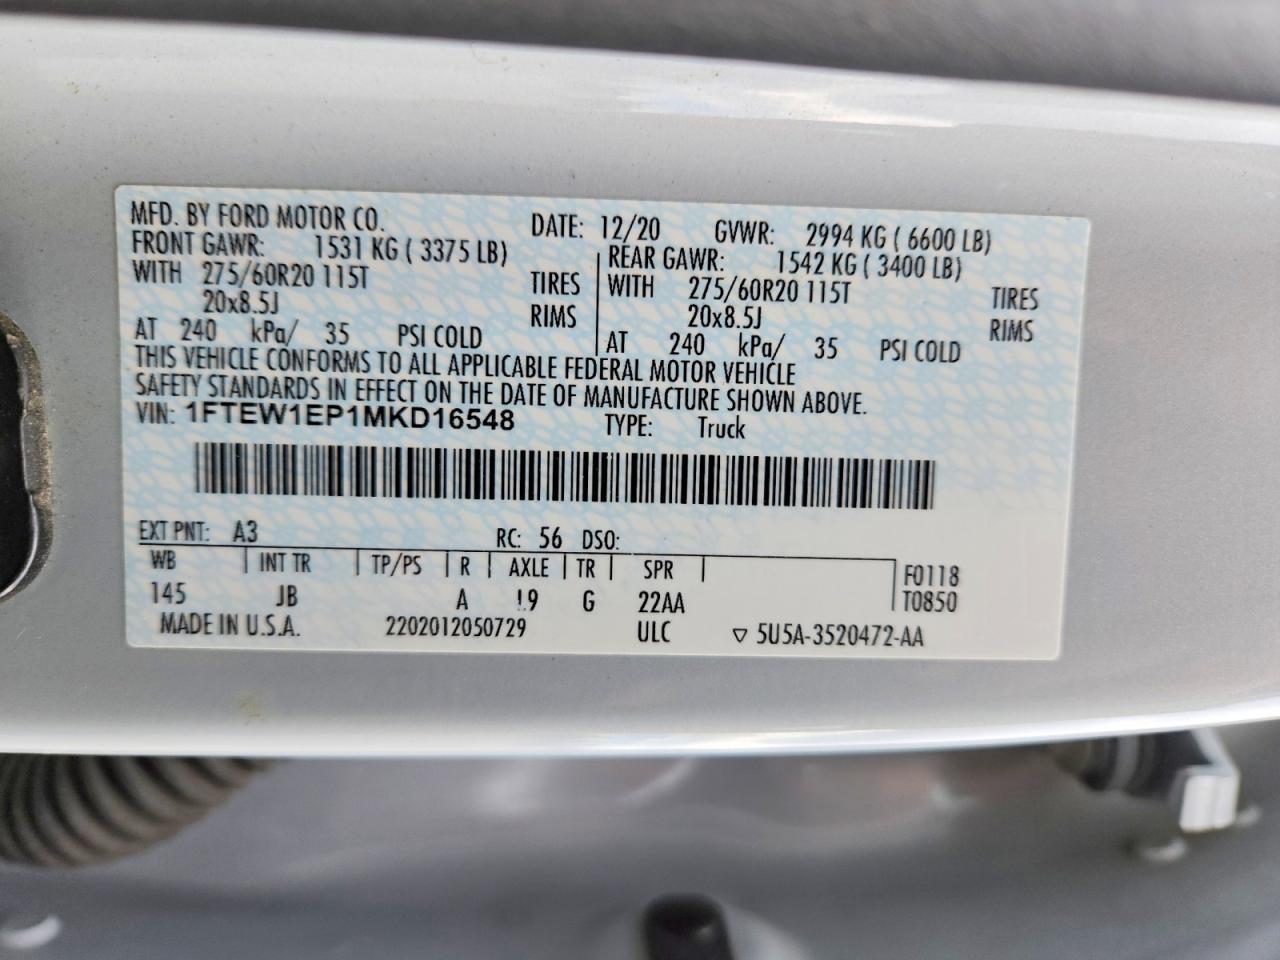 MFD. BY FORD MOTOR CO. DATE: 12/20 GVWR: 2994 KG ( 6600 LB)
FRONT GAWR: 1531 KG ( 3375 LB) REAR GAWR: 1542 KG ( 3400 LB)
WITH 275/60R20 115T TIRES WITH 275/60R20 115T TIRES
20x8.5J RIMS 20x8.5J RIMS
AT 240 kPa/ 35 PSI COLD AT 240 kPa/ 35 PSI COLD
THIS VEHICLE CONFORMS TO ALL APPLICABLE FEDERAL MOTOR VEHICLE
SAFETY STANDARDS IN EFFECT ON THE DATE OF MANUFACTURE SHOWN ABOVE.
VIN: 1FTEW1EP1MKD16548 TYPE: Truck
EXT PNT: A3 RC: 56 DSO:
WB INT TR TP/PS R AXLE TR SPR F0118
145 JB A G 22AA T0850
MADE IN U.S.A. 2202012050729 ULC ▽ 5U5A-3520472-AA